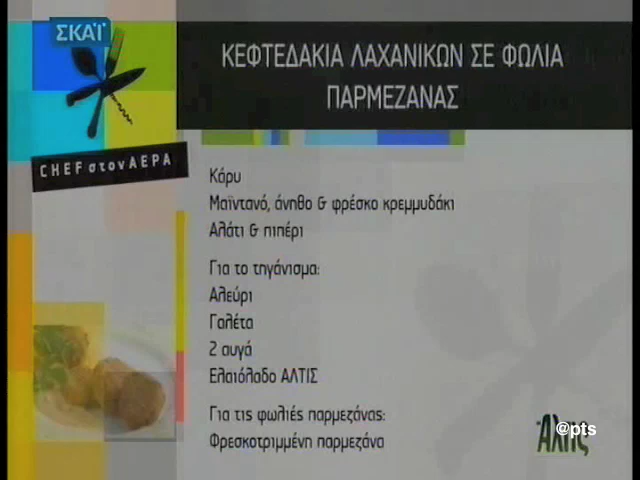 ΣΚΑΪ
ΚΕΦΤΕΔΑΚΙΑ ΛΑΧΑΝΙΚΩΝ ΣΕ ΦΩΛΙΑ
ΠΑΡΜΕΖΑΝΑΣ
CHEF στον ΑΕΡΑ
Κάρυ
Μαϊντανό, άνηθο & φρέσκο κρεμμυδάκι
Αλάτι & πιπέρι
Για το τηγάνισμα:
Αλεύρι
Γαλέτα
2 αυγά
Ελαιόλαδο ΑΛΤΙΣ
Για τις φωλιές παρμεζάνας:
Φρεσκοτριμμένη παρμεζάνα
Άλτις
@pts